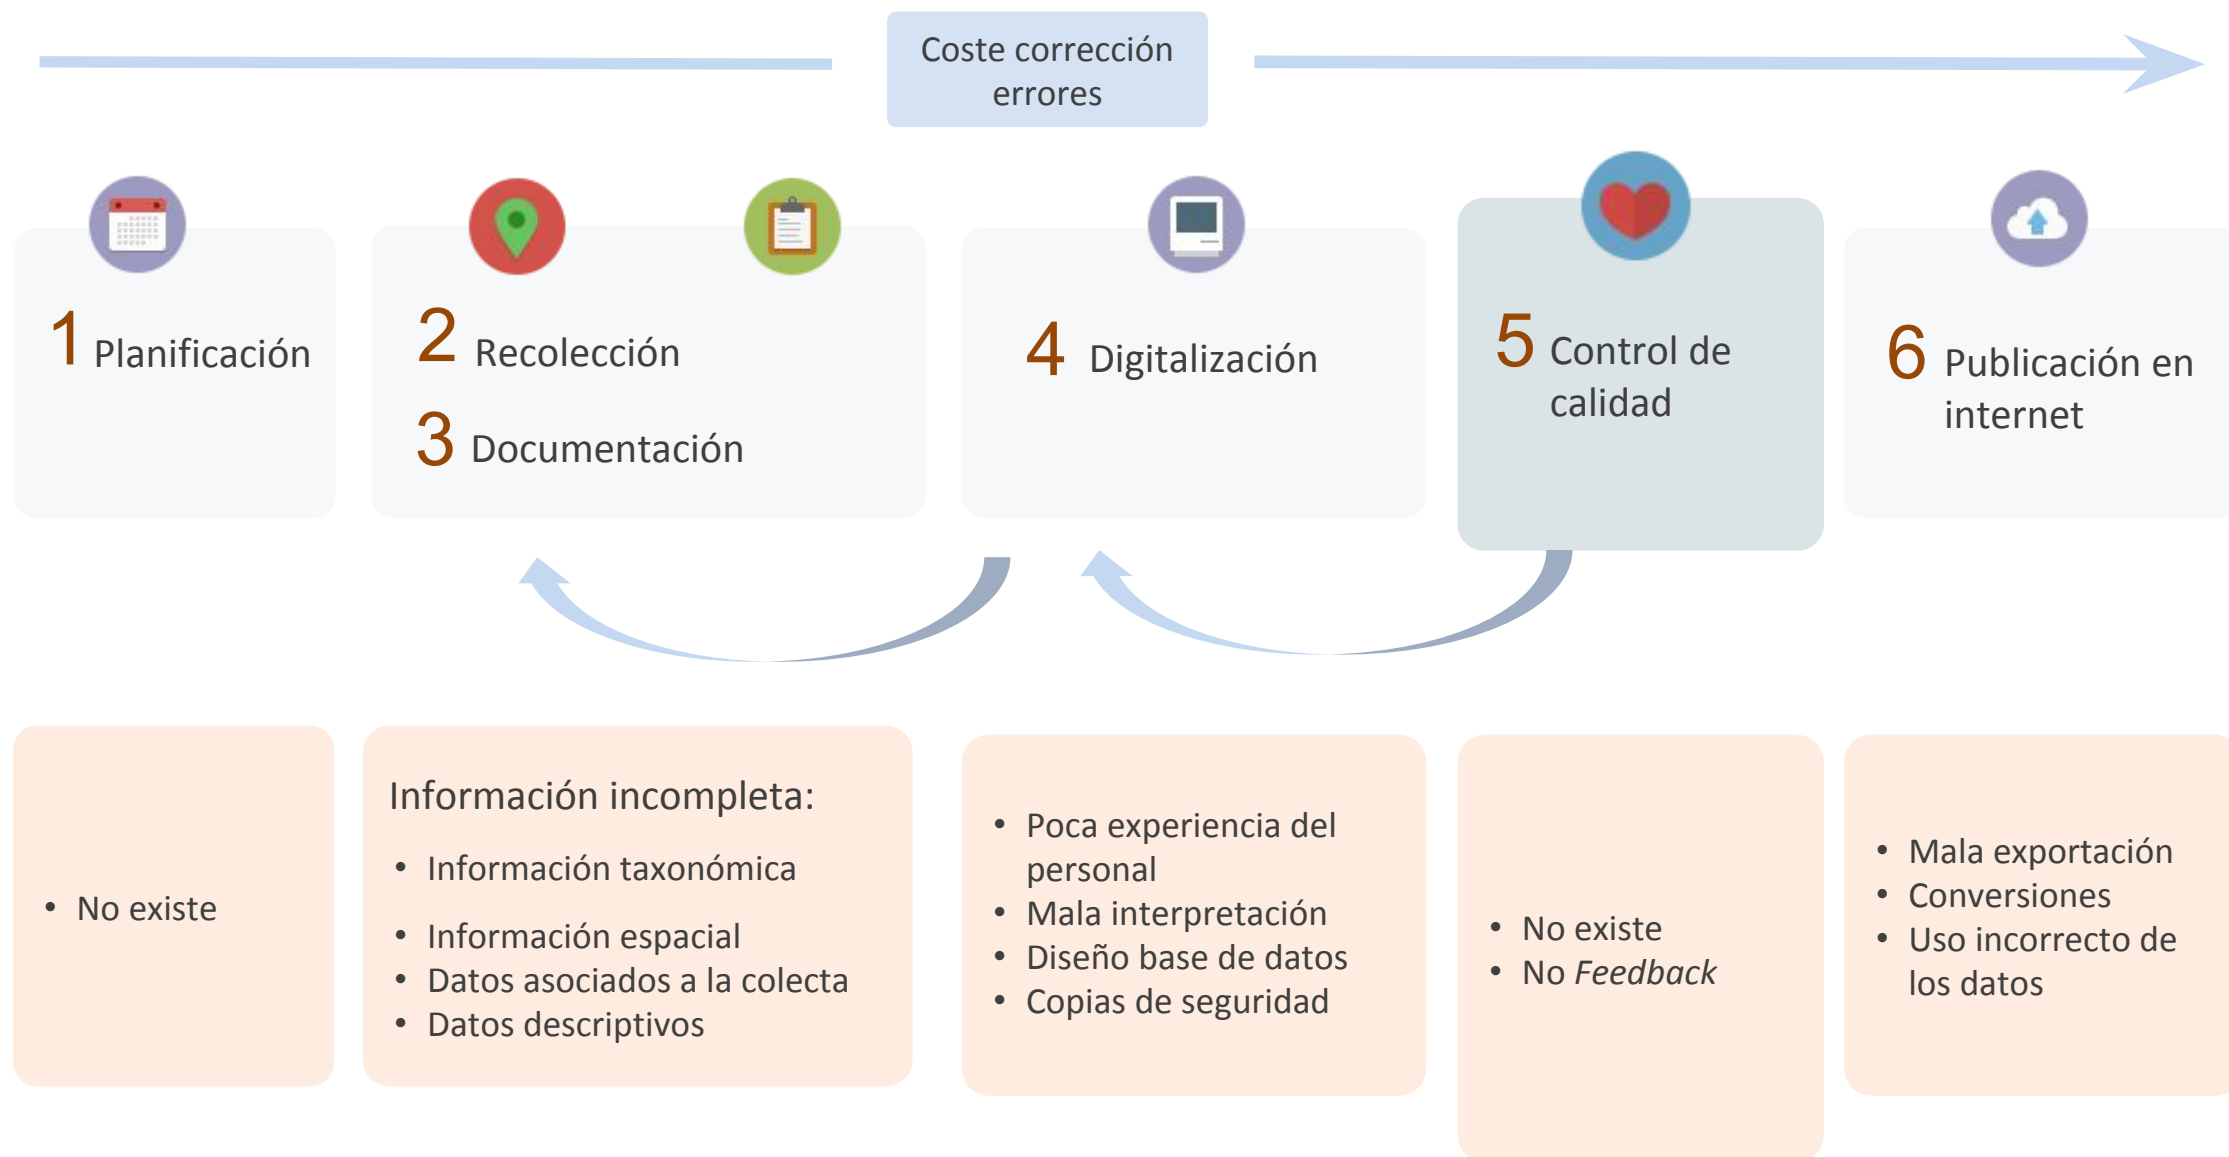 Coste corrección
errores
1 Planificación
2 Recolección
3 Documentación
4 Digitalización
5 Control de
calidad
6 Publicación en
internet
• No existe
Información incompleta:
• Información taxonómica
• Información espacial
• Datos asociados a la colecta
• Datos descriptivos
• Poca experiencia del
personal
• Mala interpretación
• Diseño base de datos
• Copias de seguridad
• No existe
• No Feedback
• Mala exportación
• Conversiones
• Uso incorrecto de
los datos